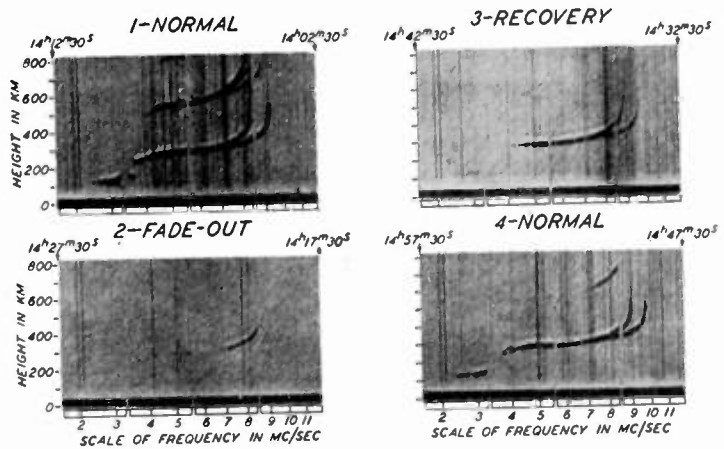 1-NORMAL
14ʰ12ᵐ30ˢ 14ʰ02ᵐ30ˢ
HEIGHT IN KM
800-
600-
400-
200-
0-
3-RECOVERY
14ʰ42ᵐ30ˢ 14ʰ32ᵐ30ˢ
2-FADE-OUT
14ʰ27ᵐ30ˢ 14ʰ17ᵐ30ˢ
HEIGHT IN KM
800-
600-
400-
200-
0-
2 3 4 5 6 7 8 9 10 11
SCALE OF FREQUENCY IN MC/SEC
4-NORMAL
14ʰ57ᵐ30ˢ 14ʰ47ᵐ30ˢ
2 3 4 5 6 7 8 9 10 11
SCALE OF FREQUENCY IN MC/SEC